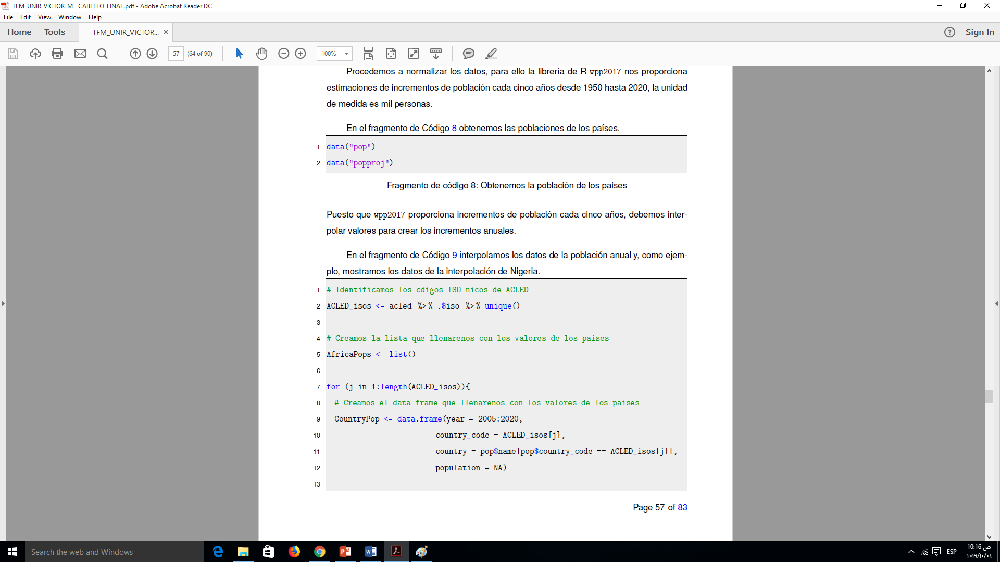 TFM_UNIR_VICTOR_M__CABELLO_FINAL.pdf - Adobe Acrobat Reader DC
File Edit View Window Help
Home Tools TFM_UNIR_VICTOR... × ? Sign In
57 (64 of 90) 100%
Procedemos a normalizar los datos, para ello la librería de R wpp2017 nos proporciona
estimaciones de incrementos de población cada cinco años desde 1950 hasta 2020, la unidad
de medida es mil personas.
En el fragmento de Código 8 obtenemos las poblaciones de los países.
1 data("pop")
2 data("popproj")
Fragmento de código 8: Obtenemos la población de los paises
Puesto que wpp2017 proporciona incrementos de población cada cinco años, debemos inter-
polar valores para crear los incrementos anuales.
En el fragmento de Código 9 interpolamos los datos de la población anual y, como ejem-
plo, mostramos los datos de la interpolación de Nigeria.
1 # Identificamos los cdigos ISO nicos de ACLED
2 ACLED_isos <- acled %>% .$iso %>% unique()
3
4 # Creamos la lista que llenarenos con los valores de los paises
5 AfricaPops <- list()
6
7 for (j in 1:length(ACLED_isos)){
8 # Creamos el data frame que llenarenos con los valores de los paises
9 CountryPop <- data.frame(year = 2005:2020,
10 country_code = ACLED_isos[j],
11 country = pop$name[pop$country_code == ACLED_isos[j]],
12 population = NA)
13
Page 57 of 83
Search the web and Windows
ESP
10:16 ص
٢٠١٩/١٠/٠٦